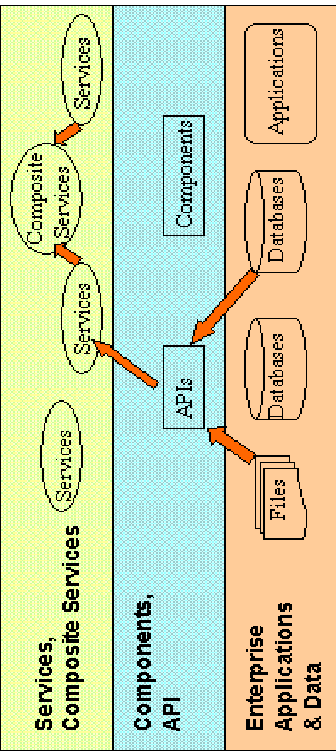 Services,
Composite Services
Services
Services
Composite
Services
Services
Components,
API
APIs
Components
Enterprise
Applications
& Data
Files
Databases
Databases
Applications